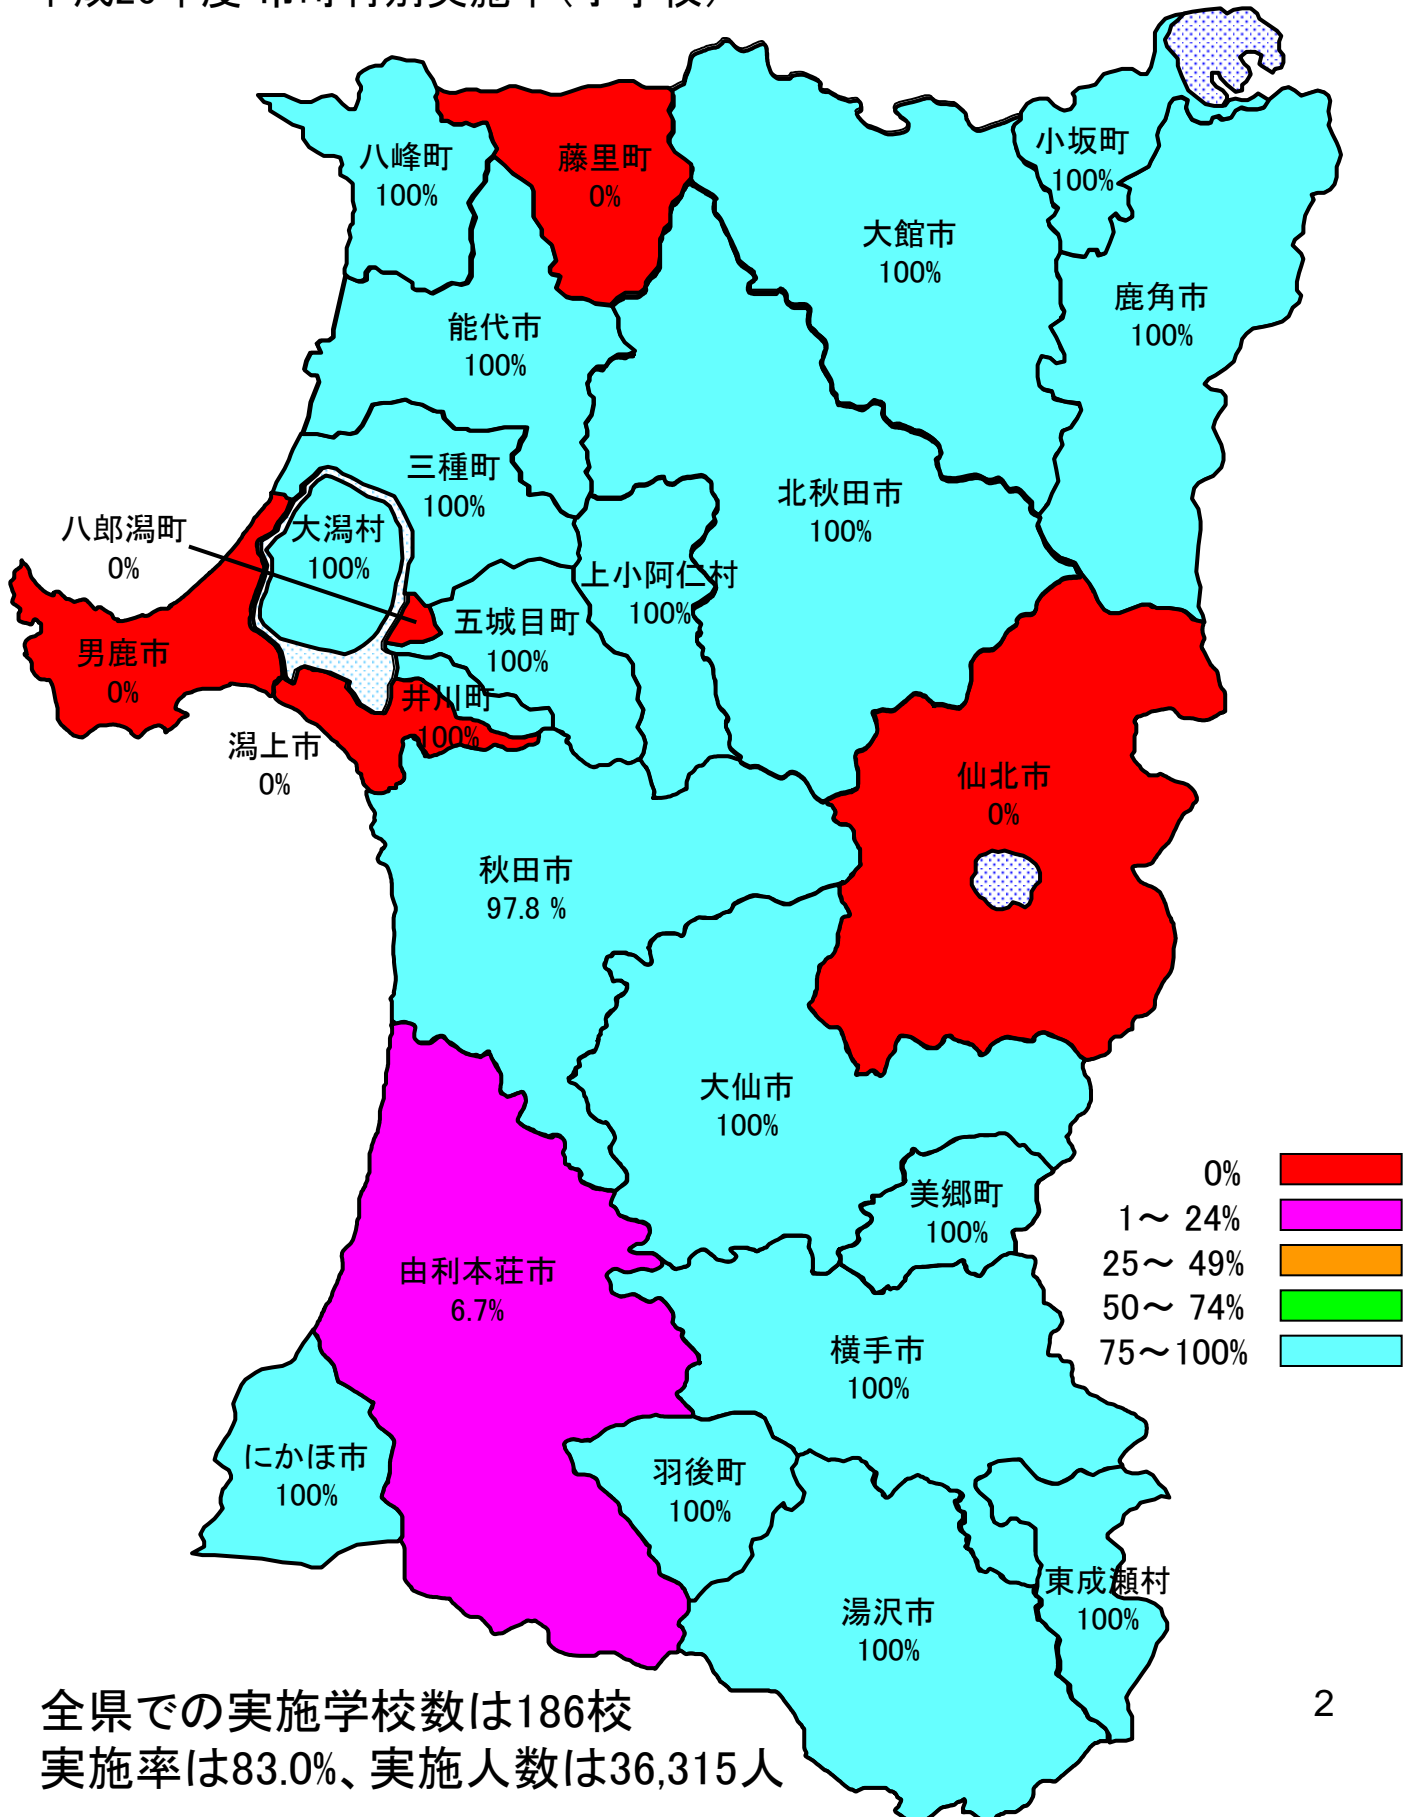 八峰町
100%
藤里町
0%
小坂町
100%
大館市
100%
鹿角市
100%
能代市
100%
三種町
100%
北秋田市
100%
八郎潟町
0%
大潟村
100%
上小阿仁村
100%
五城目町
100%
男鹿市
0%
井川町
100%
潟上市
0%
仙北市
0%
秋田市
97.8 %
大仙市
100%
美郷町
100%
0%
1～ 24%
25～ 49%
50～ 74%
75～100%
由利本荘市
6.7%
横手市
100%
にかほ市
100%
羽後町
100%
東成瀬村
100%
湯沢市
100%
全県での実施学校数は186校
実施率は83.0%、実施人数は36,315人
2